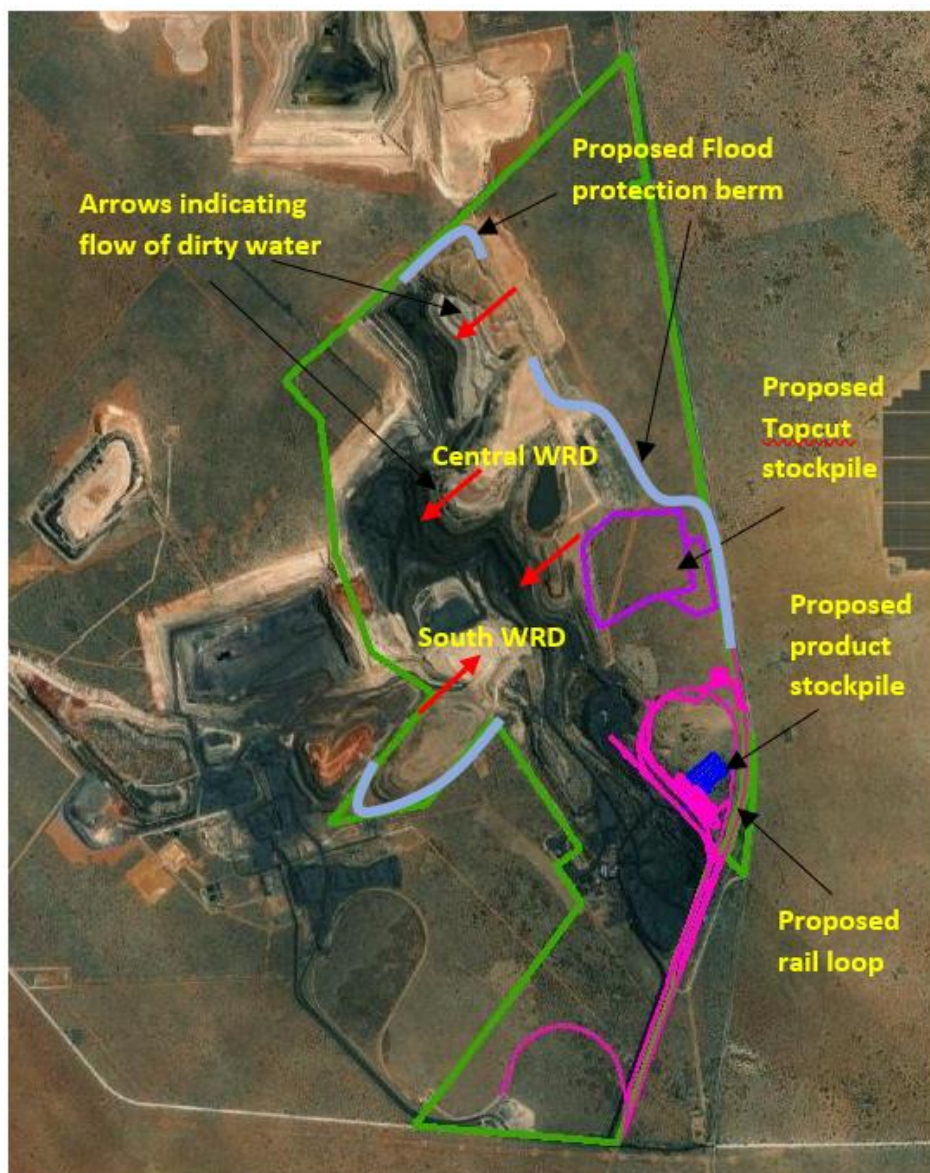 Proposed Flood
protection berm
Arrows indicating
flow of dirty water
Proposed
Topcut
stockpile
Central WRD
Proposed
product
stockpile
South WRD
Proposed
rail loop